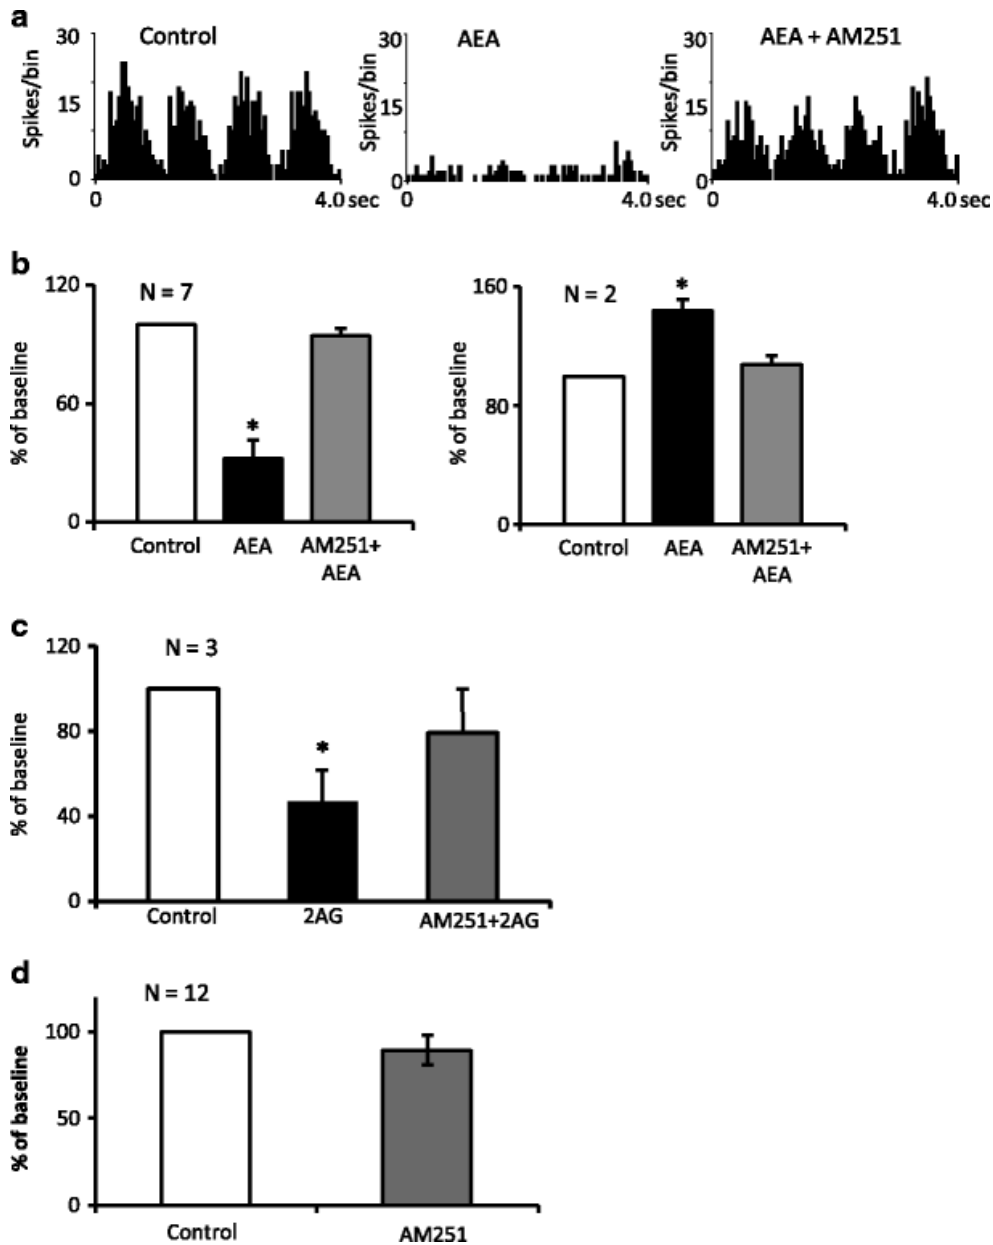 a
Control
AEA
AEA + AM251
Spikes/bin
30
15
0
0
4.0 sec
Spikes/bin
30
15
0
0
4.0 sec
Spikes/bin
30
15
0
0
4.0 sec
b
% of baseline
120
60
0
N = 7
*
Control
AEA
AM251+
AEA
% of baseline
160
80
0
N = 2
*
Control
AEA
AM251+
AEA
c
% of baseline
120
80
40
0
N = 3
*
Control
2AG
AM251+2AG
d
% of baseline
100
50
0
N = 12
Control
AM251